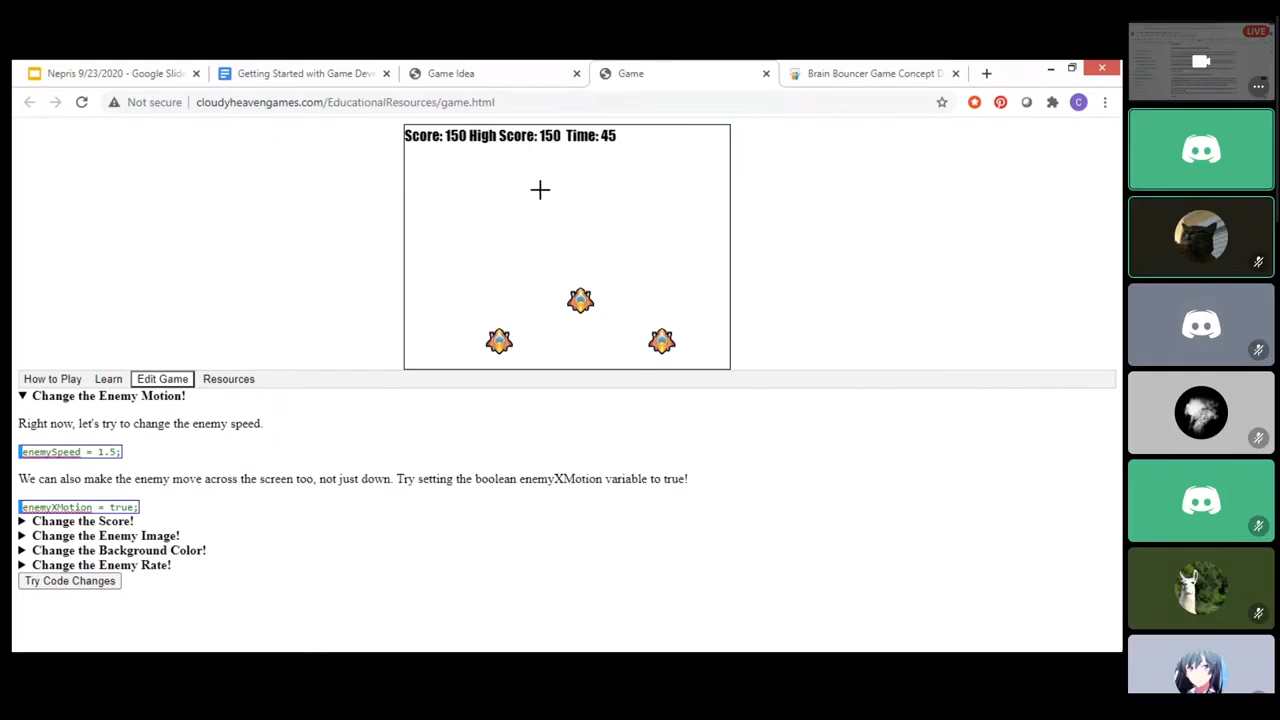 LIVE
Nepris 9/23/2020 - Google Slide
Getting Started with Game Dev
Game Idea
Game
Brain Bouncer Game Concept D
Not secure
cloudyheavengames.com/EducationalResources/game.html
C
Score: 150 High Score: 150 Time: 45
How to Play Learn Edit Game Resources
▼ Change the Enemy Motion!
Right now, let's try to change the enemy speed.
enemySpeed = 1.5;
We can also make the enemy move across the screen too, not just down. Try setting the boolean enemyXMotion variable to true!
enemyXMotion = true;
▶ Change the Score!
▶ Change the Enemy Image!
▶ Change the Background Color!
▶ Change the Enemy Rate!
Try Code Changes